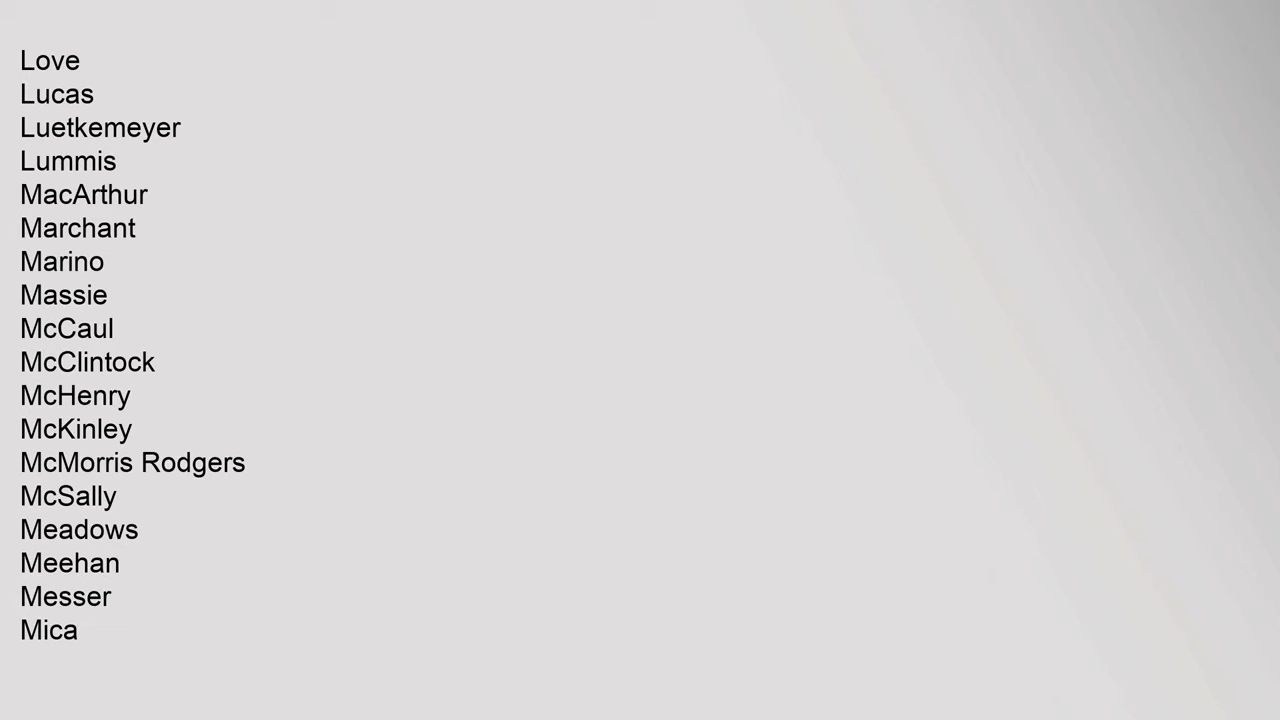 Love
Lucas
Luetkemeyer
Lummis
MacArthur
Marchant
Marino
Massie
McCaul
McClintock
McHenry
McKinley
McMorris Rodgers
McSally
Meadows
Meehan
Messer
Mica